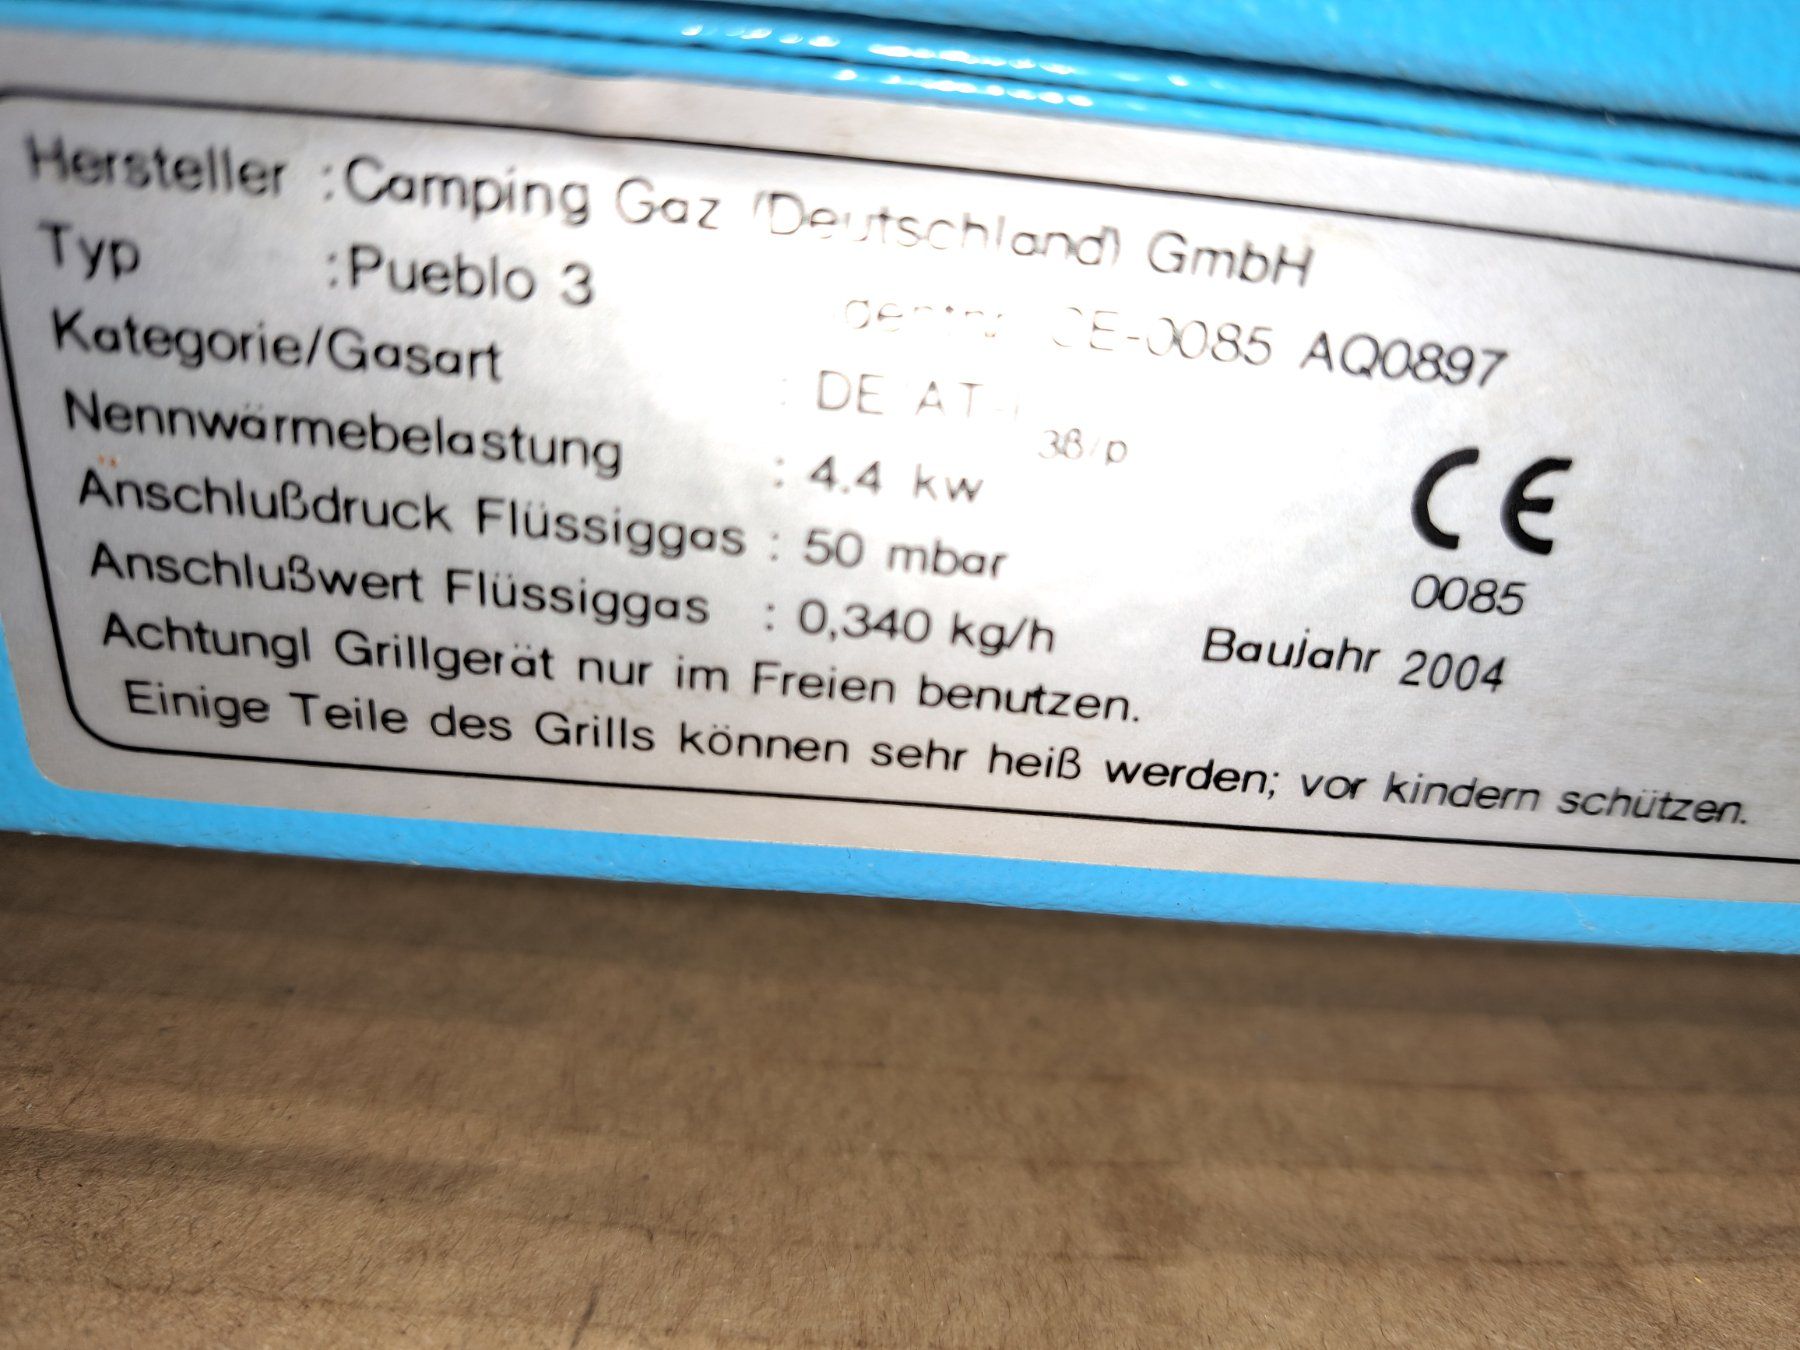 Hersteller :Camping Gaz (Deutschland) GmbH
Typ :Pueblo 3 CE-0085 AQ0897
Kategorie/Gasart : DE AT 3B/P
Nennwärmebelastung : 4.4 kw
Anschlußdruck Flüssiggas : 50 mbar
Anschlußwert Flüssiggas : 0,340 kg/h
Achtung! Grillgerät nur im Freien benutzen.
Einige Teile des Grills können sehr heiß werden; vor kindern schützen.
CE
0085
Baujahr 2004